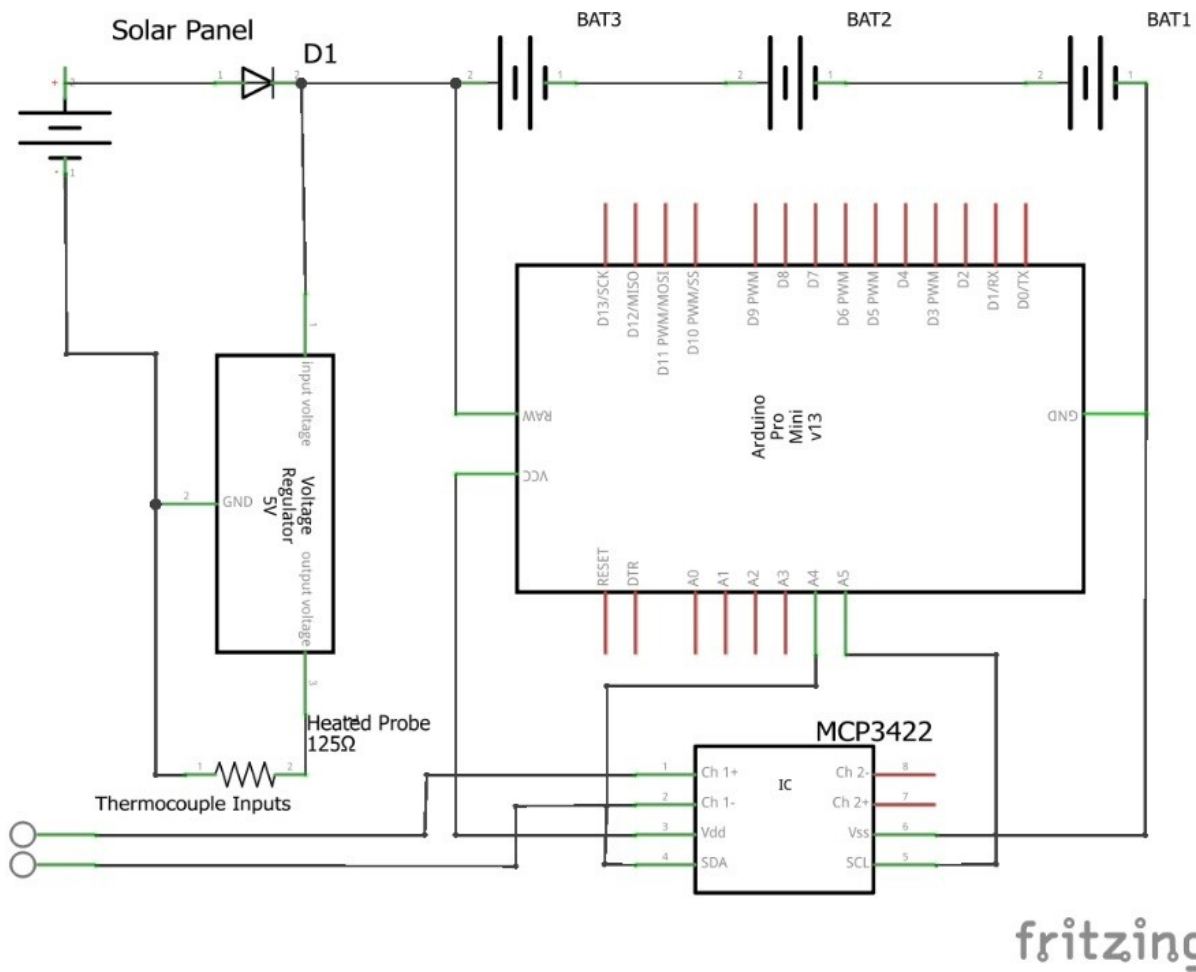 BAT3
BAT2
BAT1
Solar Panel
D1
+
2
1
2
2
1
2
1
2
1
-
1
D13/SCK
D12/MISO
D11 PWM/MOSI
D10 PWM/SS
D9 PWM
D8
D7
D6 PWM
D5 PWM
D4
D3 PWM
D2
D1/RX
D0/TX
1
input voltage
RAW
GND
Arduino
Pro
Mini
v13
VCC
2
GND
Voltage
Regulator
5V
output voltage
RESET
DTR
A0
A1
A2
A3
A4
A5
3
Heated Probe
125Ω
MCP3422
1
2
1
Ch 1+
IC
Ch 2-
8
Thermocouple Inputs
2
Ch 1-
Ch 2+
7
3
Vdd
Vss
6
4
SDA
SCL
5
fritzing